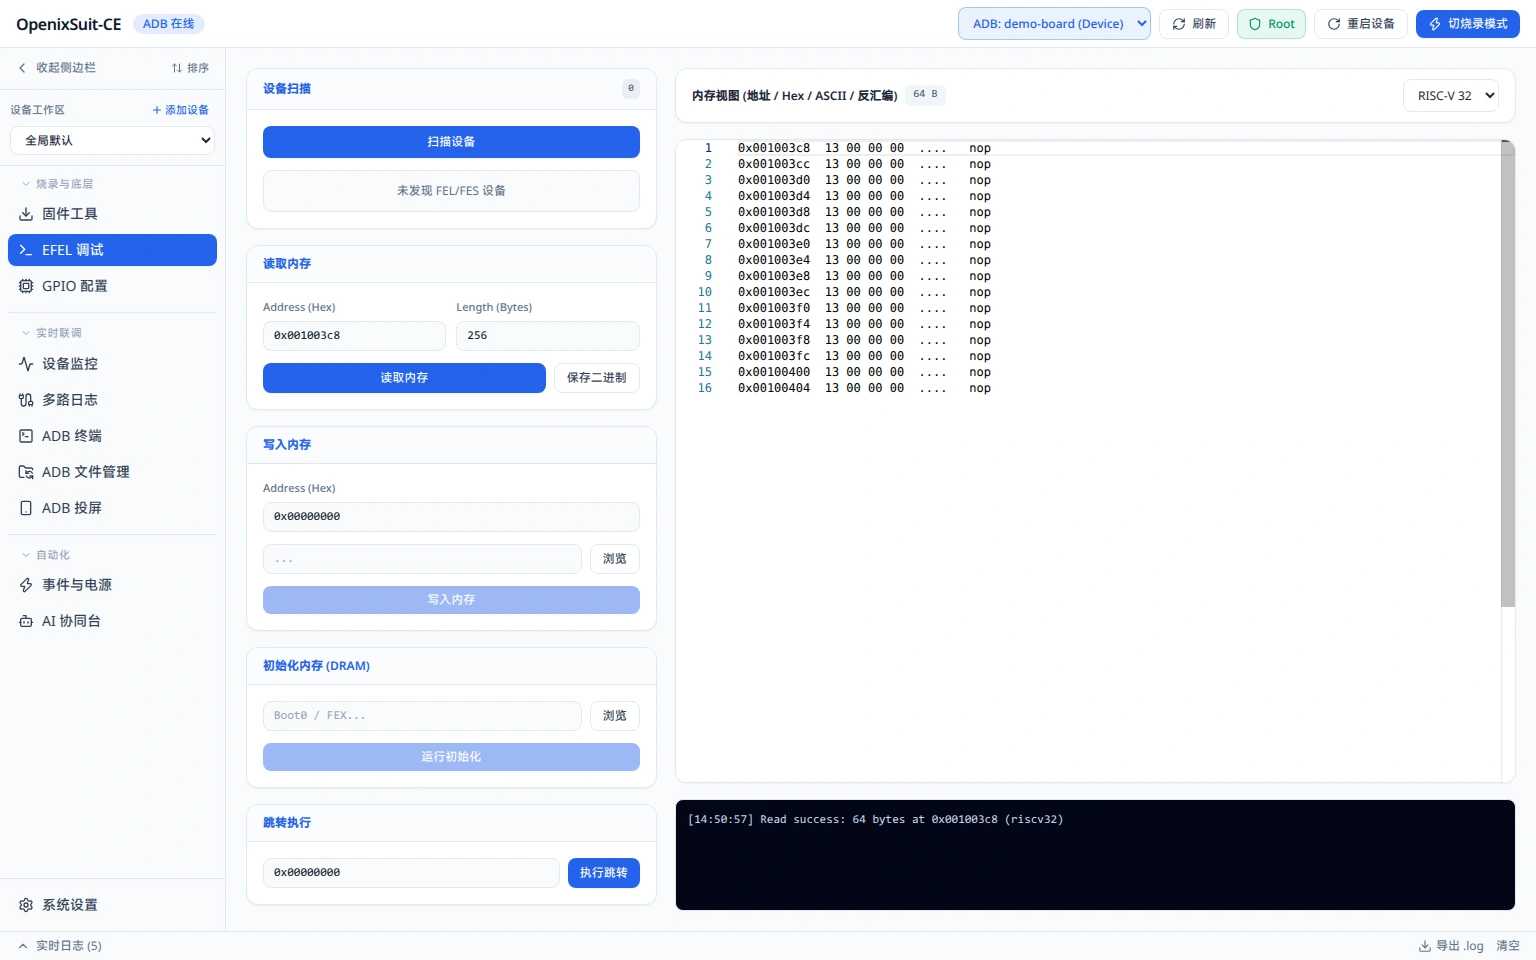 OpenixSuit-CE
ADB 在线
ADB: demo-board (Device)
刷新
Root
重启设备
切烧录模式
收起侧边栏
排序
设备工作区
添加设备
全局默认
烧录与底层
固件工具
EFEL 调试
GPIO 配置
实时联调
设备监控
多路日志
ADB 终端
ADB 文件管理
ADB 投屏
自动化
事件与电源
AI 协同台
系统设置
设备扫描
0
扫描设备
未发现 FEL/FES 设备
读取内存
Address (Hex)
Length (Bytes)
0x001003c8
256
读取内存
保存二进制
写入内存
Address (Hex)
0x00000000
...
浏览
写入内存
初始化内存 (DRAM)
Boot0 / FEX...
浏览
运行初始化
跳转执行
0x00000000
执行跳转
内存视图 (地址 / Hex / ASCII / 反汇编)
64 B
RISC-V 32
1 0x001003c8 13 00 00 00 .... nop
2 0x001003cc 13 00 00 00 .... nop
3 0x001003d0 13 00 00 00 .... nop
4 0x001003d4 13 00 00 00 .... nop
5 0x001003d8 13 00 00 00 .... nop
6 0x001003dc 13 00 00 00 .... nop
7 0x001003e0 13 00 00 00 .... nop
8 0x001003e4 13 00 00 00 .... nop
9 0x001003e8 13 00 00 00 .... nop
10 0x001003ec 13 00 00 00 .... nop
11 0x001003f0 13 00 00 00 .... nop
12 0x001003f4 13 00 00 00 .... nop
13 0x001003f8 13 00 00 00 .... nop
14 0x001003fc 13 00 00 00 .... nop
15 0x00100400 13 00 00 00 .... nop
16 0x00100404 13 00 00 00 .... nop
[14:50:57] Read success: 64 bytes at 0x001003c8 (riscv32)
实时日志 (5)
导出 .log
清空